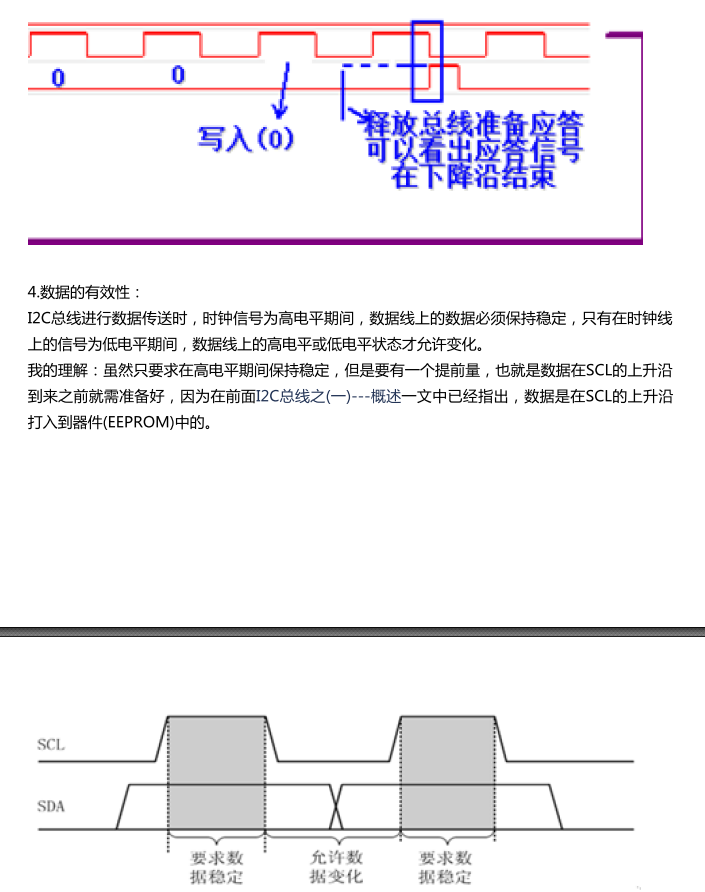 0 0
写入(0)
释放总线准备应答
可以看出应答信号
在下降沿结束
4.数据的有效性：
I2C总线进行数据传送时，时钟信号为高电平期间，数据线上的数据必须保持稳定，只有在时钟线
上的信号为低电平期间，数据线上的高电平或低电平状态才允许变化。
我的理解：虽然只要求在高电平期间保持稳定，但是要有一个提前量，也就是数据在SCL的上升沿
到来之前就需准备好，因为在前面I2C总线之(一)---概述一文中已经指出，数据是在SCL的上升沿
打入到器件(EEPROM)中的。
SCL
SDA
要求数 允许数 要求数
据稳定 据变化 据稳定